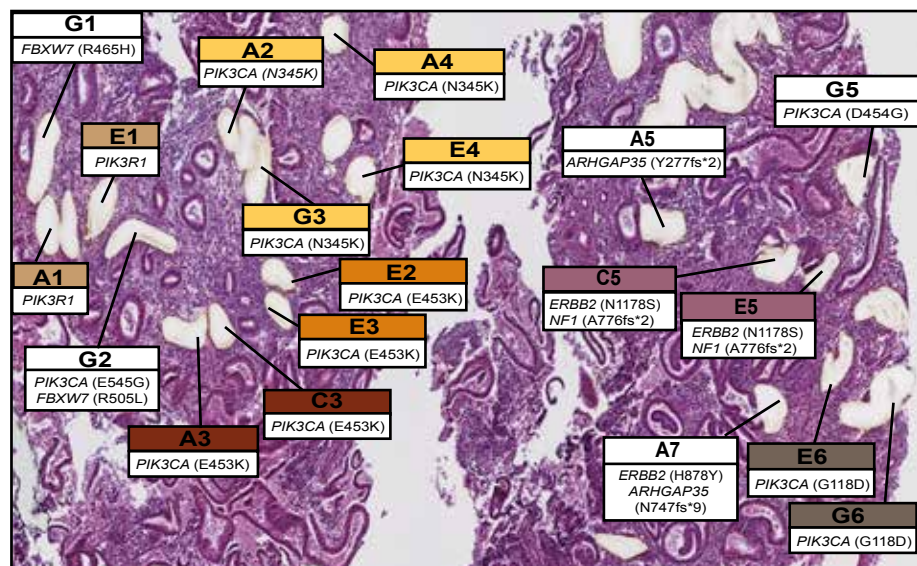 G1
FBXW7 (R465H)
A2
PIK3CA (N345K)
A4
PIK3CA (N345K)
G5
PIK3CA (D454G)
E1
PIK3R1
A5
ARHGAP35 (Y277fs*2)
E4
PIK3CA (N345K)
G3
PIK3CA (N345K)
A1
PIK3R1
E2
PIK3CA (E453K)
C5
ERBB2 (N1178S)
NF1 (A776fs*2)
E5
ERBB2 (N1178S)
NF1 (A776fs*2)
E3
PIK3CA (E453K)
G2
PIK3CA (E545G)
FBXW7 (R505L)
C3
PIK3CA (E453K)
A3
PIK3CA (E453K)
A7
ERBB2 (H878Y)
ARHGAP35
(N747fs*9)
E6
PIK3CA (G118D)
G6
PIK3CA (G118D)